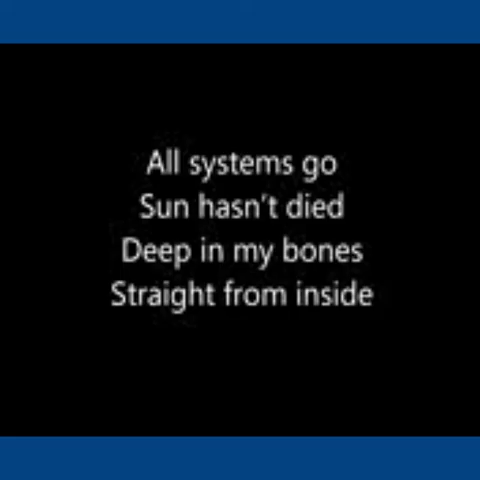 All systems go
Sun hasn't died
Deep in my bones
Straight from inside